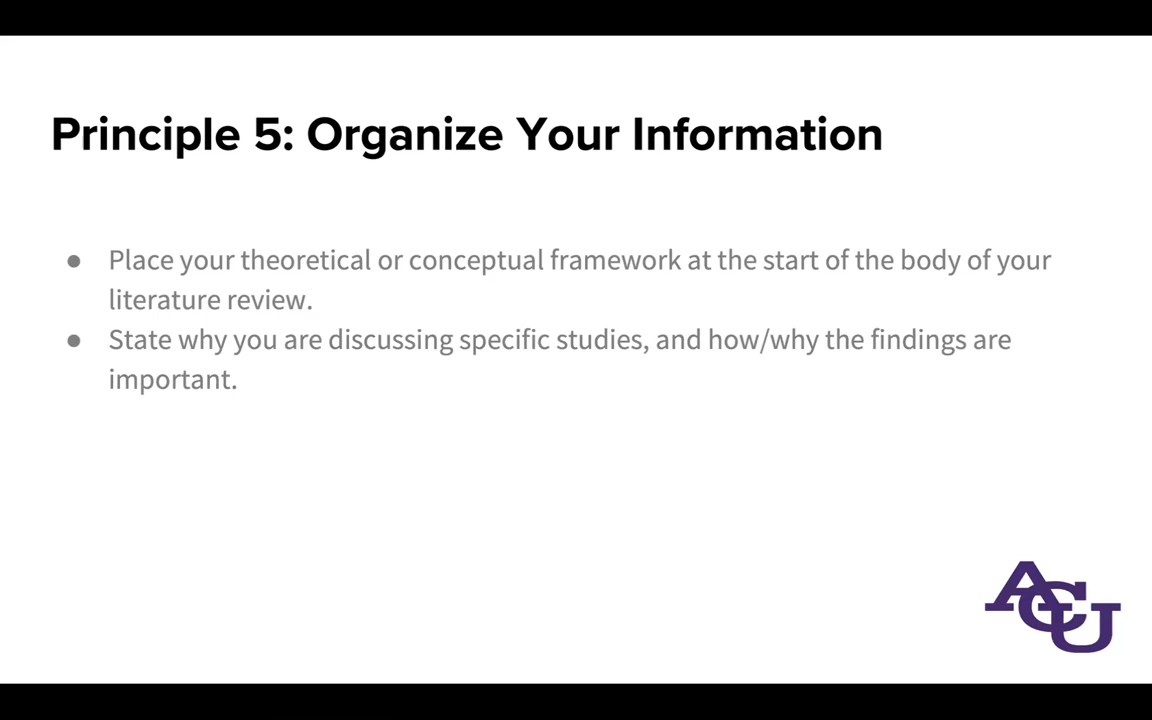 Principle 5: Organize Your Information
● Place your theoretical or conceptual framework at the start of the body of your
literature review.
● State why you are discussing specific studies, and how/why the findings are
important.
ACU